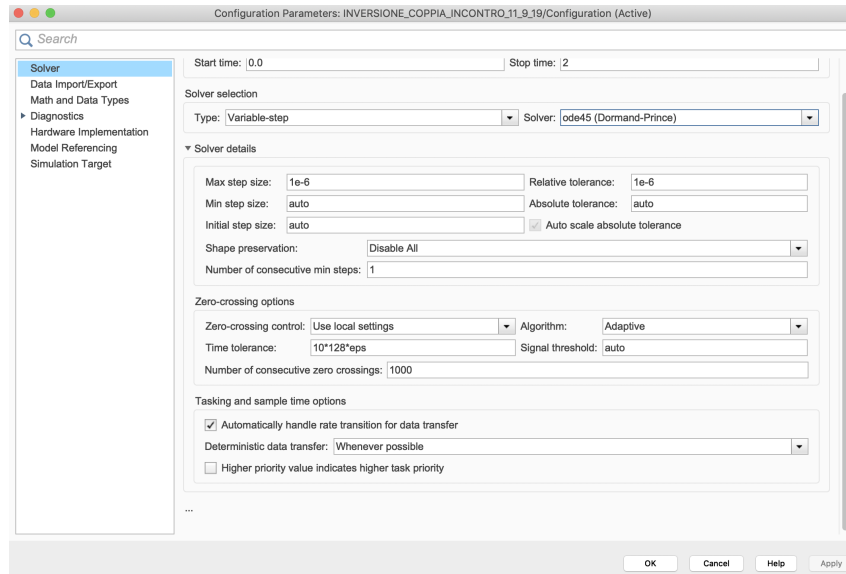 Configuration Parameters: INVERSIONE_COPPIA_INCONTRO_11_9_19/Configuration (Active)
Search
Solver
Data Import/Export
Math and Data Types
Diagnostics
Hardware Implementation
Model Referencing
Simulation Target
Start time: 0.0 Stop time: 2
Solver selection
Type: Variable-step Solver: ode45 (Dormand-Prince)
Solver details
Max step size: 1e-6 Relative tolerance: 1e-6
Min step size: auto Absolute tolerance: auto
Initial step size: auto Auto scale absolute tolerance
Shape preservation: Disable All
Number of consecutive min steps: 1
Zero-crossing options
Zero-crossing control: Use local settings Algorithm: Adaptive
Time tolerance: 10*128*eps Signal threshold: auto
Number of consecutive zero crossings: 1000
Tasking and sample time options
Automatically handle rate transition for data transfer
Deterministic data transfer: Whenever possible
Higher priority value indicates higher task priority
...
OK Cancel Help Apply